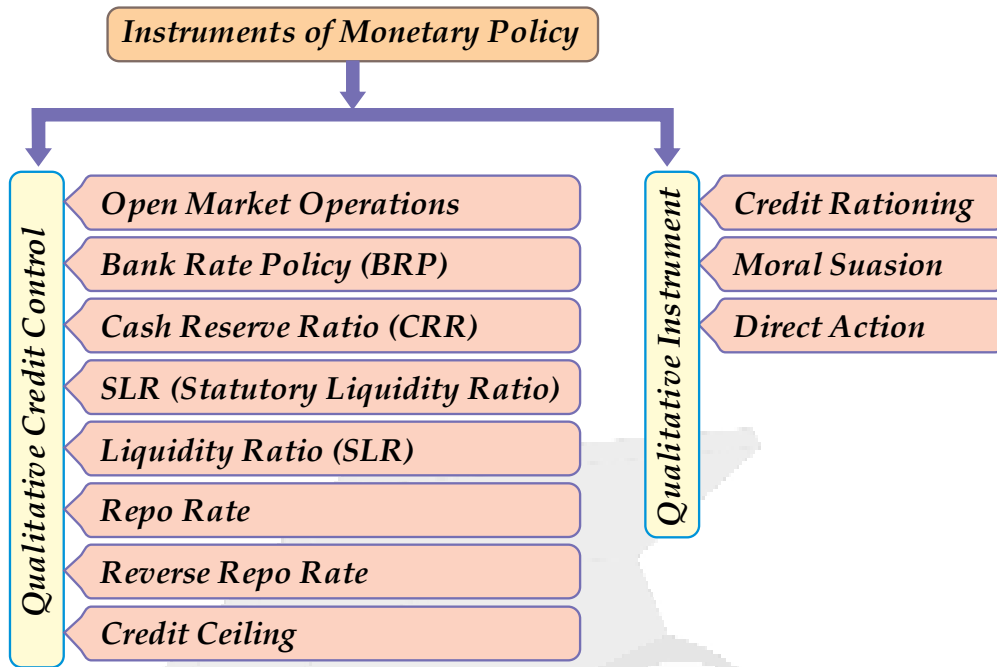 Instruments of Monetary Policy
Qualitative Credit Control
Open Market Operations
Bank Rate Policy (BRP)
Cash Reserve Ratio (CRR)
SLR (Statutory Liquidity Ratio)
Liquidity Ratio (SLR)
Repo Rate
Reverse Repo Rate
Credit Ceiling
Qualitative Instrument
Credit Rationing
Moral Suasion
Direct Action